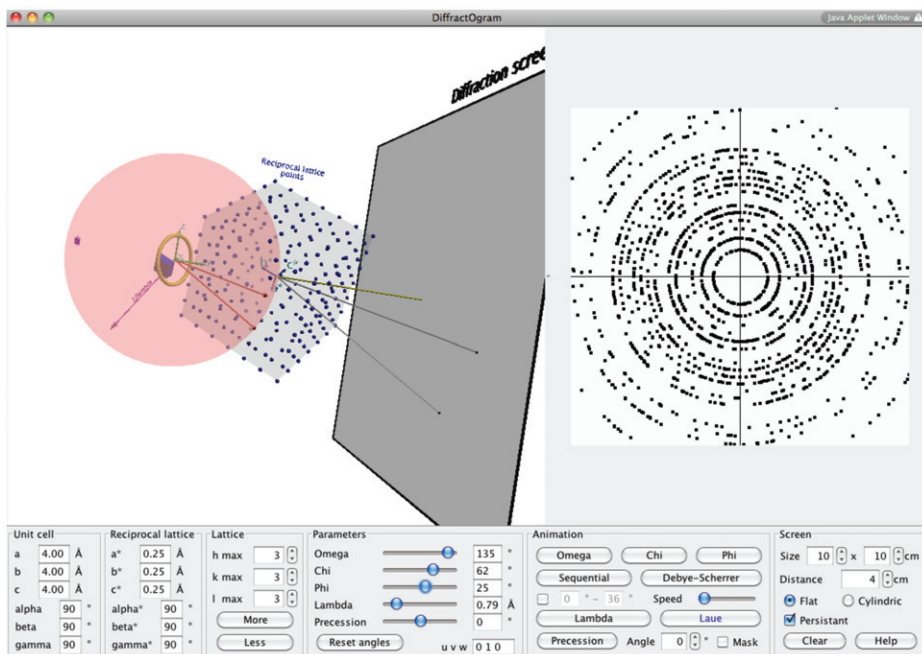 DiffractOgram
Java Applet Window
Diffraction scree
Reciprocal lattice
points
c*
Unit cell
a 4.00 Å
b 4.00 Å
c 4.00 Å
alpha 90 °
beta 90 °
gamma 90 °
Reciprocal lattice
a* 0.25 Å
b* 0.25 Å
c* 0.25 Å
alpha* 90 °
beta* 90 °
gamma* 90 °
Lattice
h max 3
k max 3
l max 3
More
Less
Parameters
Omega 135 °
Chi 62 °
Phi 25 °
Lambda 0.79 Å
Precession 0 °
Reset angles u v w 0 1 0
Animation
Omega Chi Phi
Sequential Debye-Scherrer
0 ° - 36 ° Speed
Lambda Laue
Precession Angle 0 ° Mask
Screen
Size 10 x 10 cm
Distance 4 cm
Flat Cylindric
Persistant
Clear Help